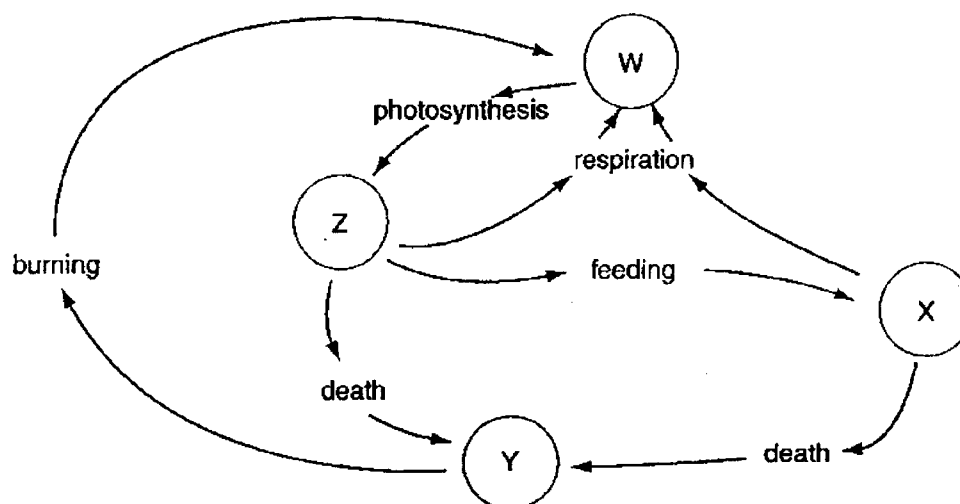 W
photosynthesis
respiration
Z
burning
feeding
X
death
Y
death